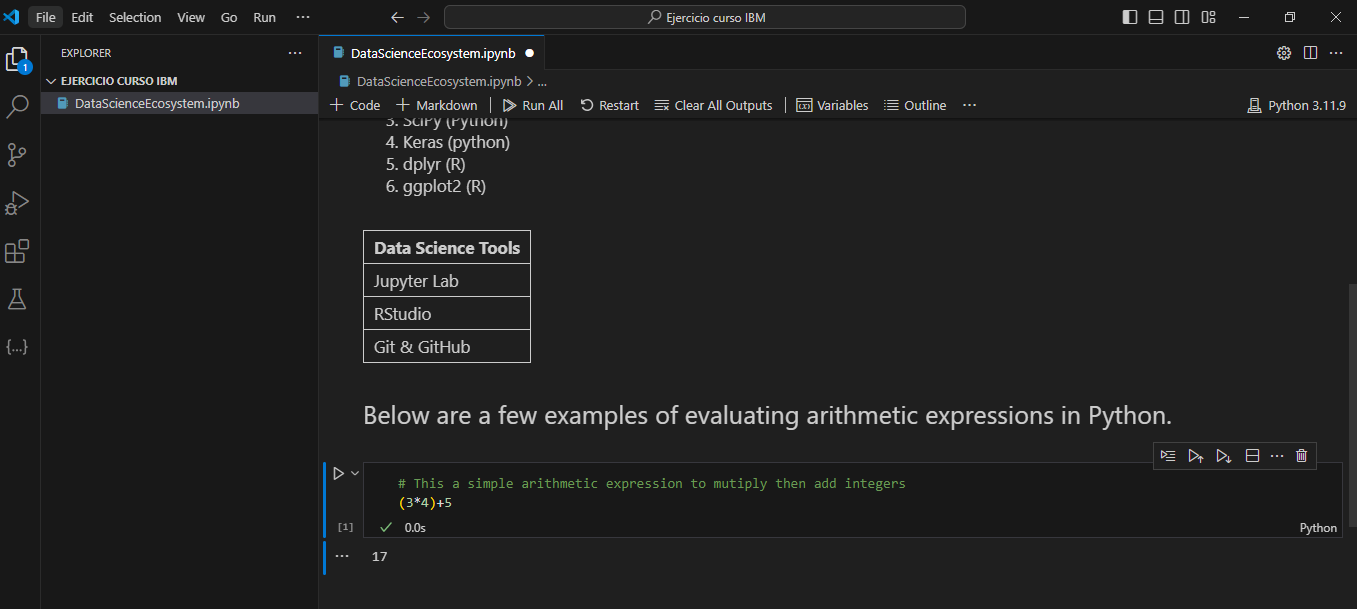 File Edit Selection View Go Run ...
Ejercicio curso IBM
EXPLORER ...
EJERCICIO CURSO IBM
DataScienceEcosystem.ipynb
1
DataScienceEcosystem.ipynb
DataScienceEcosystem.ipynb > ...
+ Code + Markdown Run All Restart Clear All Outputs Variables Outline ... Python 3.11.9
3. SciPy (Python)
4. Keras (python)
5. dplyr (R)
6. ggplot2 (R)
Data Science Tools
Jupyter Lab
RStudio
Git & GitHub
Below are a few examples of evaluating arithmetic expressions in Python.
# This a simple arithmetic expression to mutiply then add integers
(3*4)+5
[1] 0.0s Python
... 17